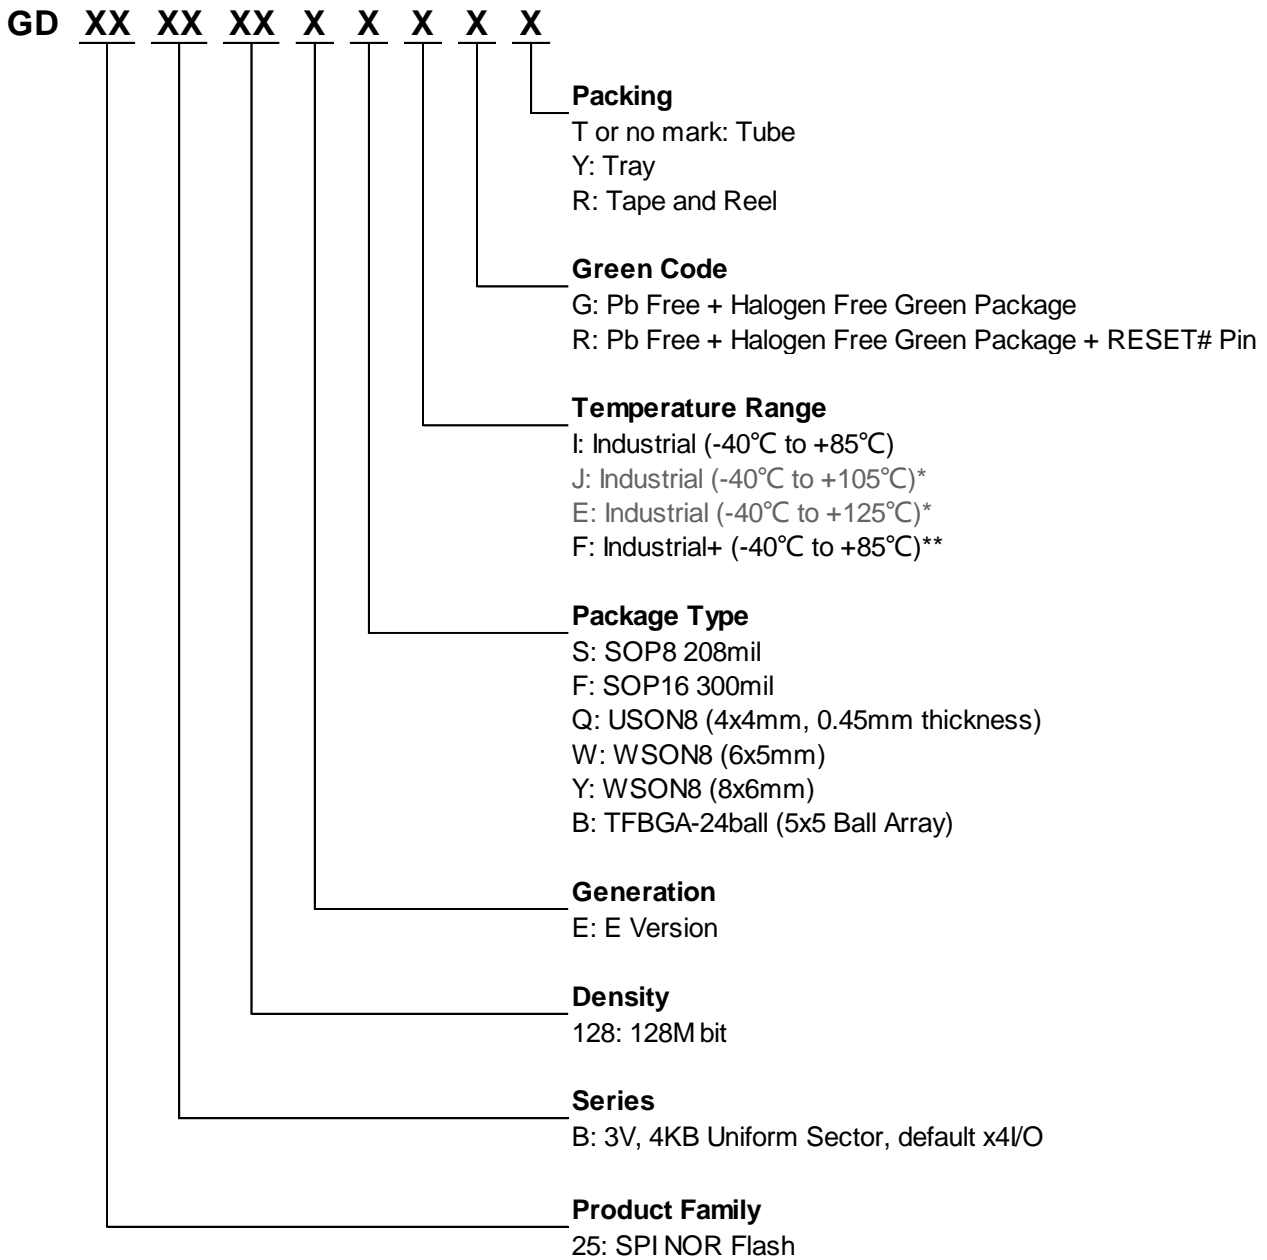 GD XX XX XX X X X X X
Packing
T or no mark: Tube
Y: Tray
R: Tape and Reel
Green Code
G: Pb Free + Halogen Free Green Package
R: Pb Free + Halogen Free Green Package + RESET# Pin
Temperature Range
I: Industrial (-40℃ to +85℃)
J: Industrial (-40℃ to +105℃)*
E: Industrial (-40℃ to +125℃)*
F: Industrial+ (-40℃ to +85℃)**
Package Type
S: SOP8 208mil
F: SOP16 300mil
Q: USON8 (4x4mm, 0.45mm thickness)
W: WSON8 (6x5mm)
Y: WSON8 (8x6mm)
B: TFBGA-24ball (5x5 Ball Array)
Generation
E: E Version
Density
128: 128M bit
Series
B: 3V, 4KB Uniform Sector, default x4I/O
Product Family
25: SPI NOR Flash